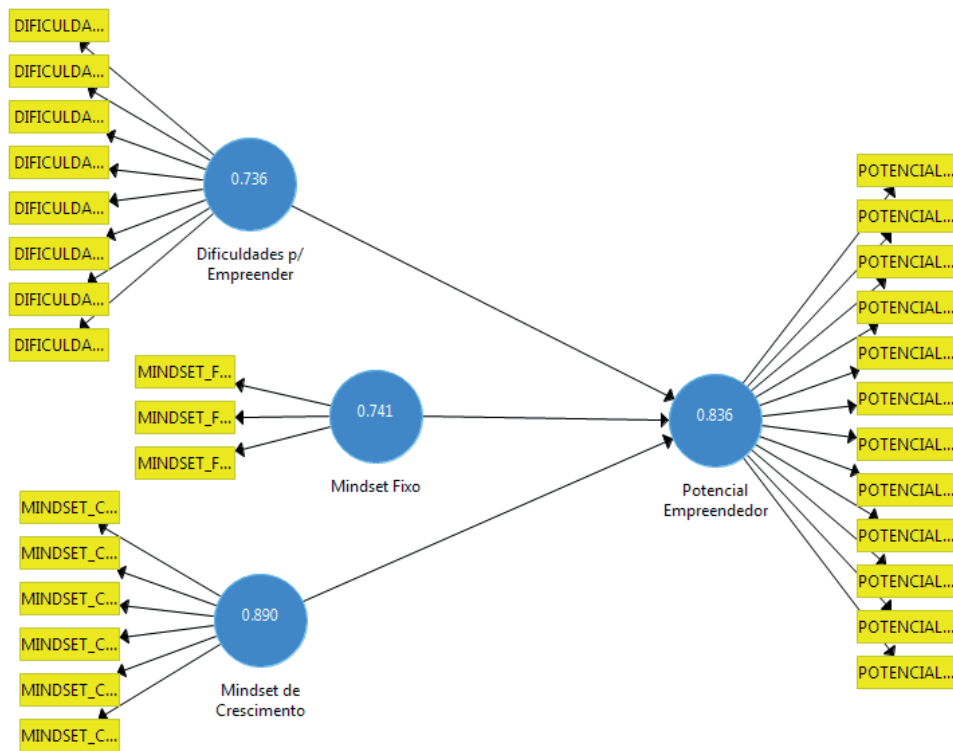 DIFICULDA...
DIFICULDA...
DIFICULDA...
DIFICULDA...
DIFICULDA...
DIFICULDA...
DIFICULDA...
DIFICULDA...
0.736
Dificuldades p/
Empreender
MINDSET_F...
MINDSET_F...
MINDSET_F...
0.741
Mindset Fixo
MINDSET_C...
MINDSET_C...
MINDSET_C...
MINDSET_C...
MINDSET_C...
MINDSET_C...
0.890
Mindset de
Crescimento
0.836
Potencial
Empreendedor
POTENCIAL...
POTENCIAL...
POTENCIAL...
POTENCIAL...
POTENCIAL...
POTENCIAL...
POTENCIAL...
POTENCIAL...
POTENCIAL...
POTENCIAL...
POTENCIAL...
POTENCIAL...